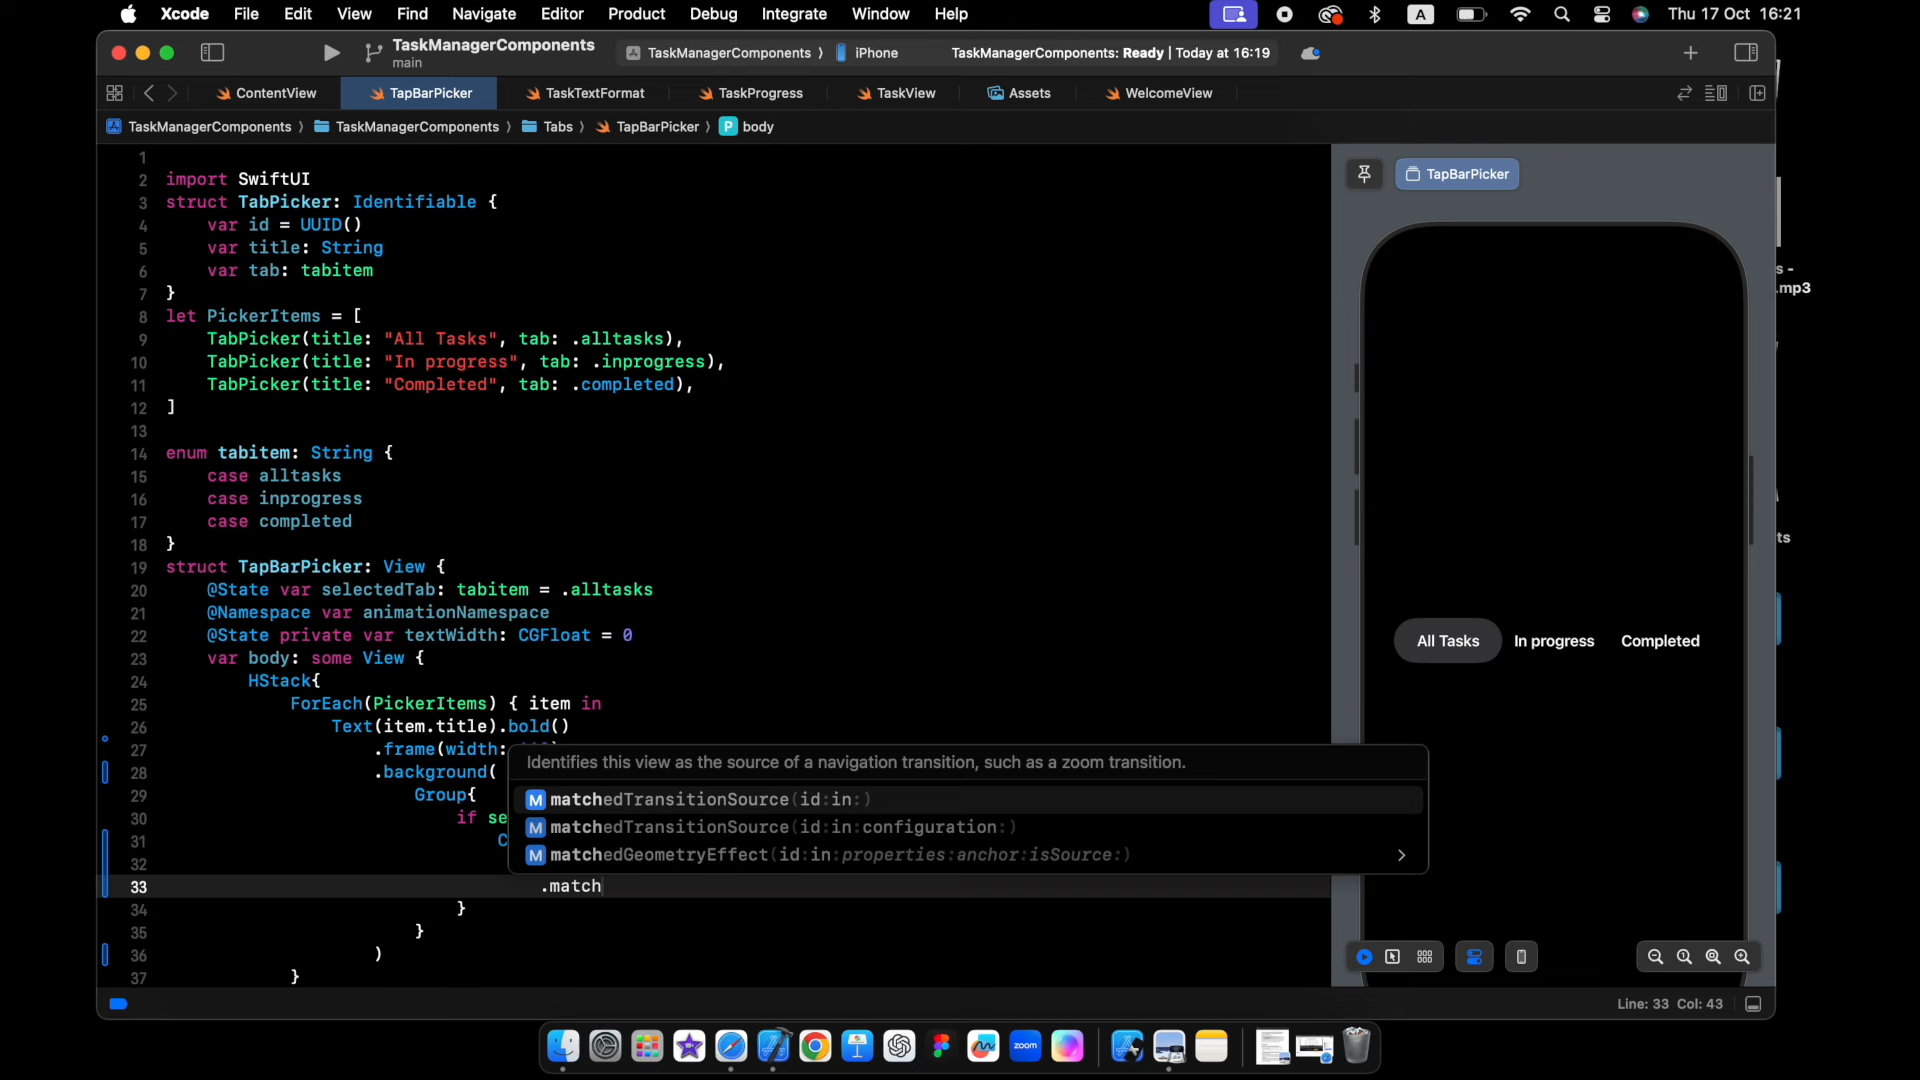 Xcode File Edit View Find Navigate Editor Product Debug Integrate Window Help A Thu 17 Oct 16:21
TaskManagerComponents
main
TaskManagerComponents 〉 iPhone TaskManagerComponents: Ready | Today at 16:19
ContentView TapBarPicker TaskTextFormat TaskProgress TaskView Assets WelcomeView
TaskManagerComponents 〉 TaskManagerComponents 〉 Tabs 〉 TapBarPicker 〉 P body
1
2 import SwiftUI
3 struct TabPicker: Identifiable {
4 var id = UUID()
5 var title: String
6 var tab: tabitem
7 }
8 let PickerItems = [
9 TabPicker(title: "All Tasks", tab: .alltasks),
10 TabPicker(title: "In progress", tab: .inprogress),
11 TabPicker(title: "Completed", tab: .completed),
12 ]
13
14 enum tabitem: String {
15 case alltasks
16 case inprogress
17 case completed
18 }
19 struct TapBarPicker: View {
20 @State var selectedTab: tabitem = .alltasks
21 @Namespace var animationNamespace
22 @State private var textWidth: CGFloat = 0
23 var body: some View {
24 HStack{
25 ForEach(PickerItems) { item in
26 Text(item.title).bold()
27 .frame(width:
28 .background(
29 Group{
30 if se
31 C
32
33 .match
34 }
35 }
36 )
37 }
Identifies this view as the source of a navigation transition, such as a zoom transition.
M matchedTransitionSource(id:in:)
M matchedTransitionSource(id:in:configuration:)
M matchedGeometryEffect(id:in:properties:anchor:isSource:)
TapBarPicker
All Tasks In progress Completed
s -
.mp3
ts
Line: 33 Col: 43
zoom